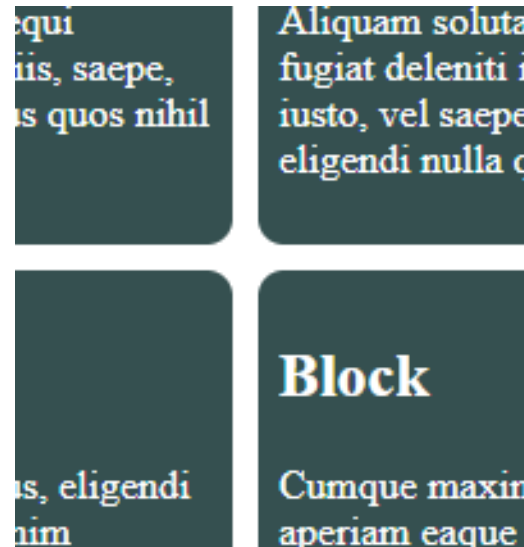 equi
iis, saepe,
us quos nihil
Aliquam soluta
fugiat deleniti
iusto, vel saepe
eligendi nulla
Block
us, eligendi
nim
Cumque maxim
aperiam eaque